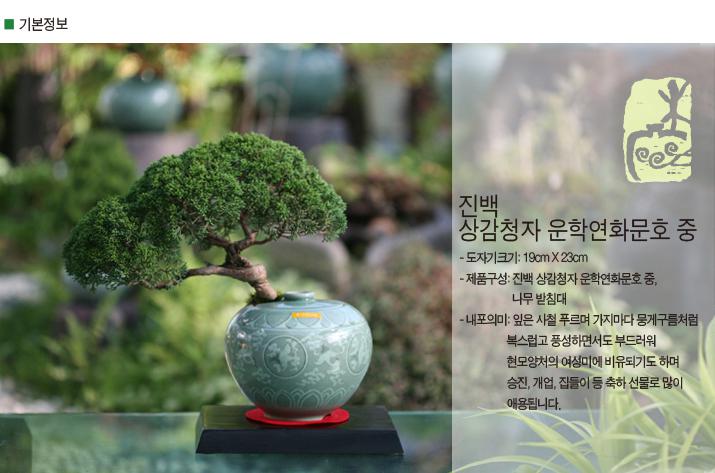 기본정보
진백
상감청자 운학연화문호 중
- 도자기크기: 19cm X 23cm
- 제품구성: 진백 상감청자 운학연화문호 중,
나무 받침대
- 내포의미: 잎은 사철 푸르며 가지마다 뭉게구름처럼
복스럽고 풍성하면서도 부드러워
현모양처의 여성미에 비유되기도 하며
승진, 개업, 집들이 등 축하 선물로 많이
애용됩니다.